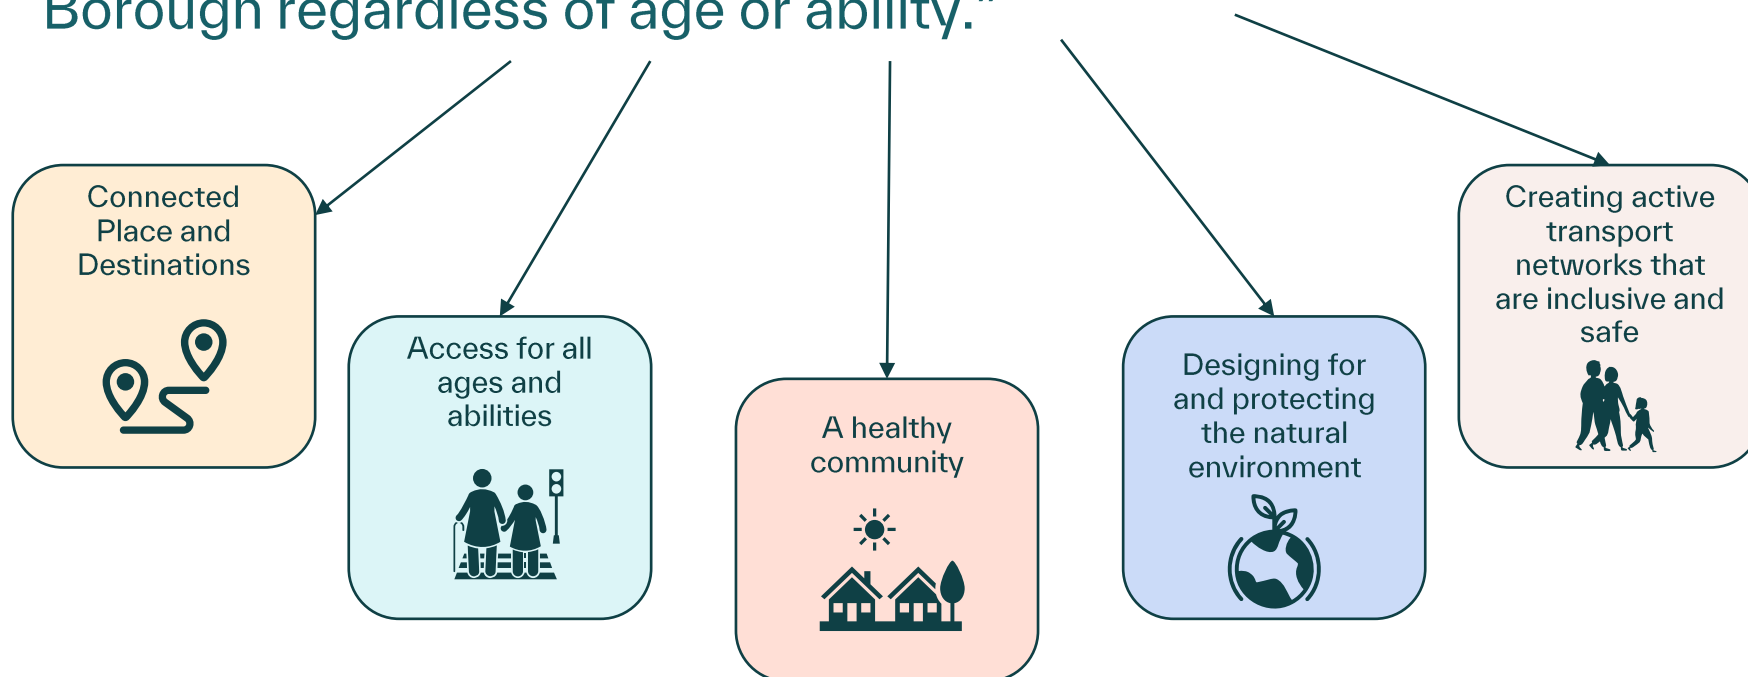 Borough regardless of age or ability."
Connected
Place and
Destinations
Access for all
ages and
abilities
A healthy
community
Designing for
and protecting
the natural
environment
Creating active
transport
networks that
are inclusive and
safe